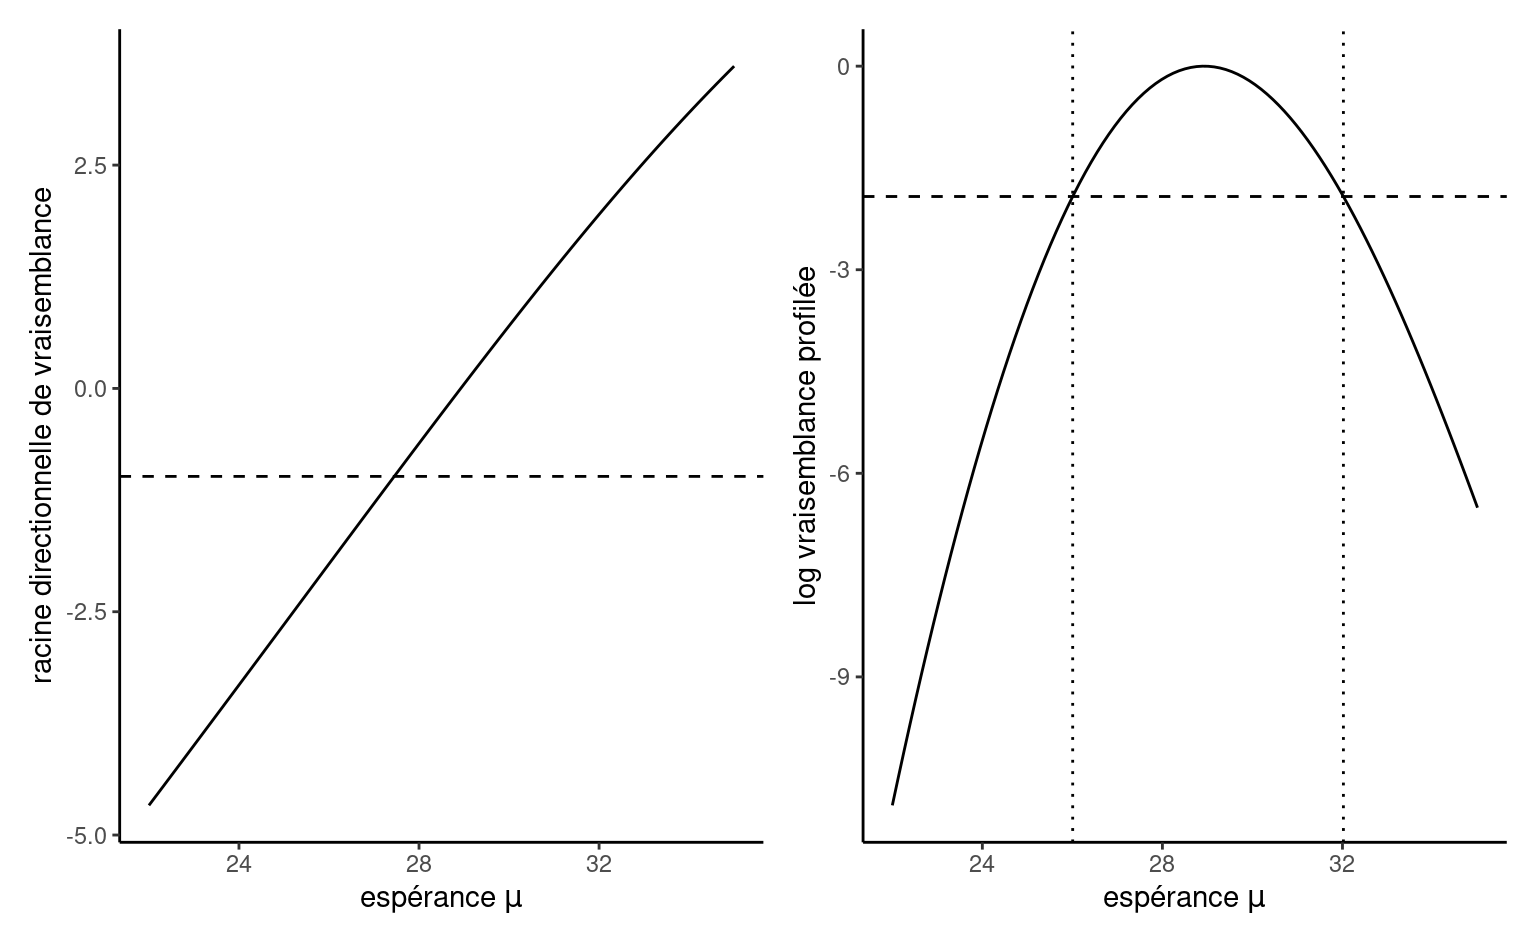 racine directionnelle de vraisemblance
2.5
0.0
-2.5
-5.0
24 28 32
espérance μ
log vraisemblance profilée
0
-3
-6
-9
24 28 32
espérance μ